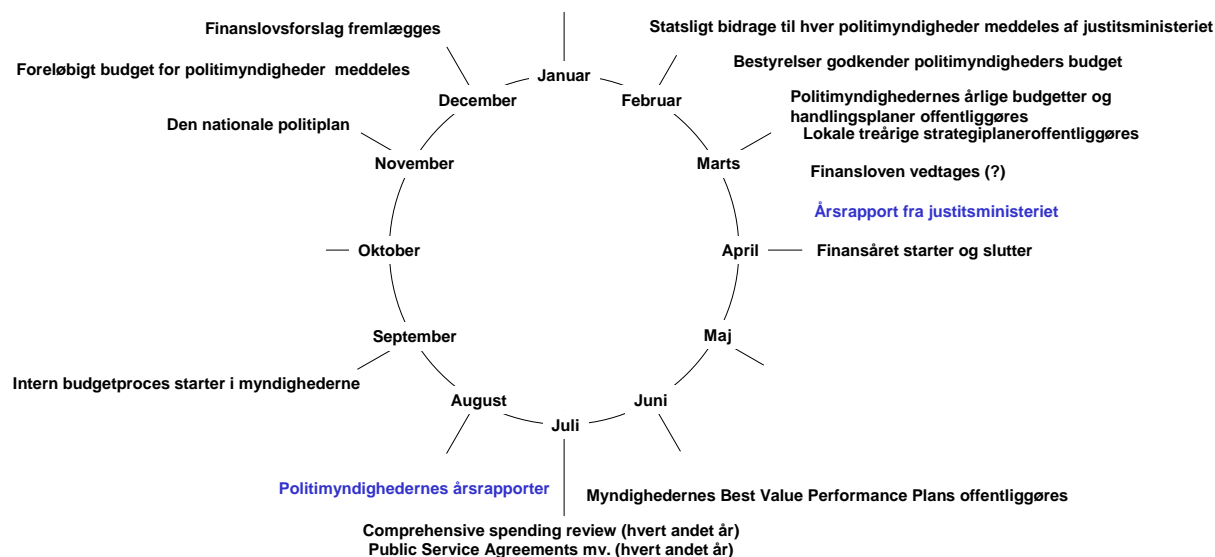 Finanslovsforslag fremlægges
Statsligt bidrage til hver politimyndigheder meddeles af justitsministeriet
Foreløbigt budget for politimyndigheder meddeles
Januar
Bestyrelser godkender politimyndigheders budget
December
Februar
Politimyndighedernes årlige budgetter og
handlingsplaner offentliggøres
Den nationale politiplan
Lokale treårige strategiplaneroffentliggøres
November
Marts
Finansloven vedtages (?)
Årsrapport fra justitsministeriet
Oktober
April
Finansåret starter og slutter
September
Maj
Intern budgetproces starter i myndighederne
August
Juni
Juli
Politimyndighedernes årsrapporter
Myndighedernes Best Value Performance Plans offentliggøres
Comprehensive spending review (hvert andet år)
Public Service Agreements mv. (hvert andet år)